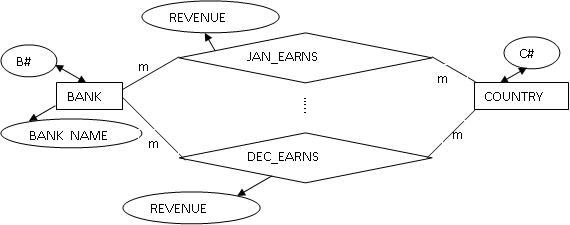 REVENUE
B#
JAN_EARNS
C#
m
m
BANK
COUNTRY
BANK NAME
m
m
DEC_EARNS
REVENUE